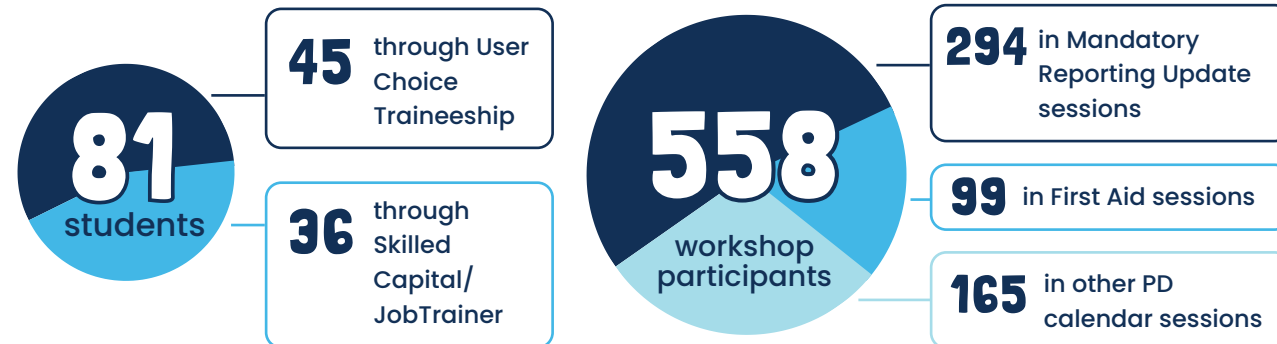 81
students
45
through User
Choice
Traineeship
36
through
Skilled
Capital/
JobTrainer
558
workshop
participants
294
in Mandatory
Reporting Update
sessions
99
in First Aid sessions
165
in other PD
calendar sessions